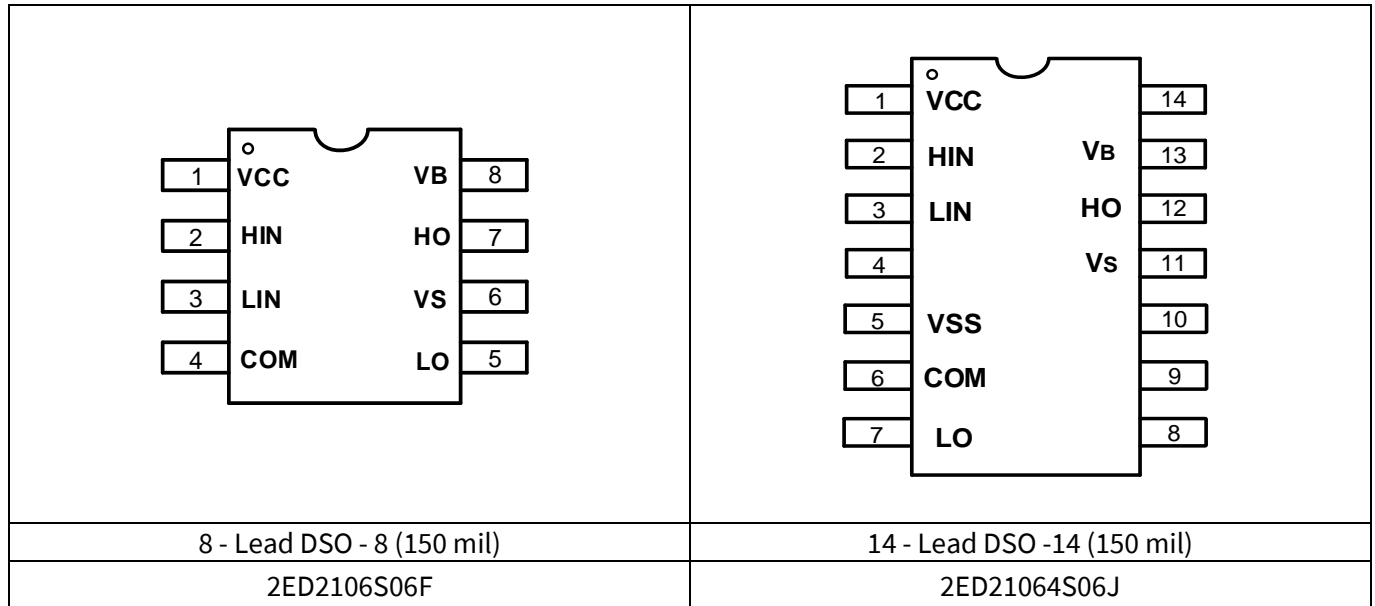 1 VCC VB 8
2 HIN HO 7
3 LIN VS 6
4 COM LO 5
1 VCC 14
2 HIN VB 13
3 LIN HO 12
4 VS 11
5 VSS 10
6 COM 9
7 LO 8
8 - Lead DSO - 8 (150 mil)
14 - Lead DSO -14 (150 mil)
2ED2106S06F
2ED21064S06J